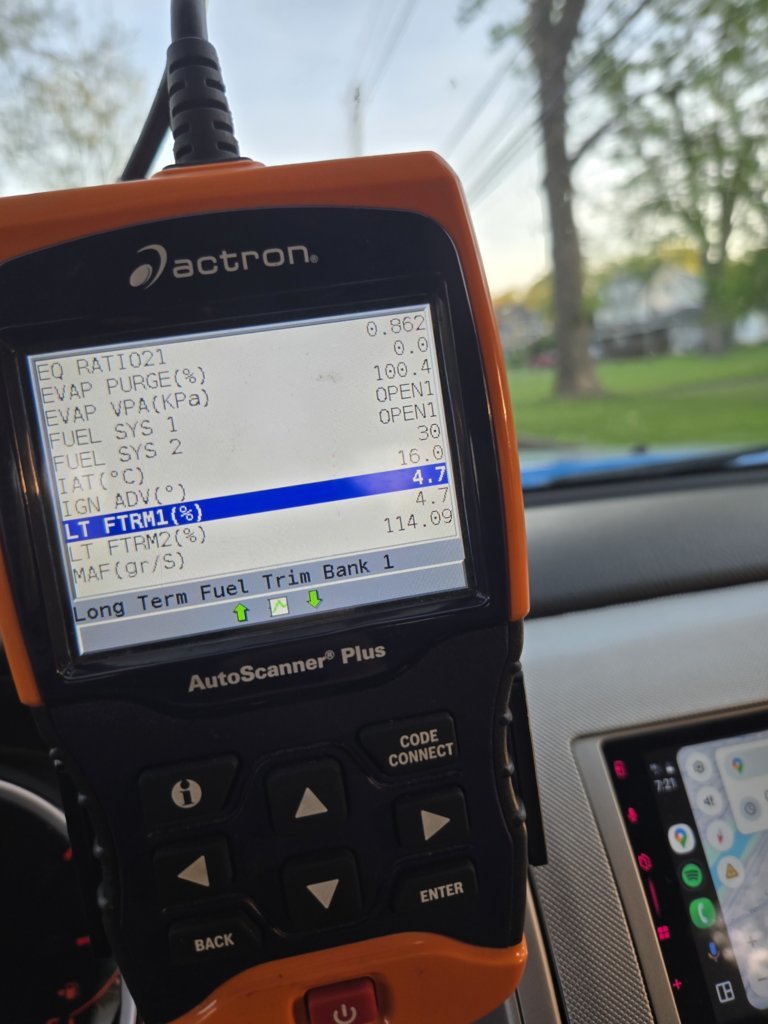 actron®
EQ RATIO21 0.862
EVAP PURGE(%) 0.0
EVAP VPA(KPa) 100.4
FUEL SYS 1 OPEN1
FUEL SYS 2 OPEN1
IAT(°C) 30
IGN ADV(°) 16.0
LT FTRM1(%) 4.7
LT FTRM2(%) 4.7
MAF(gr/S) 114.09
Long Term Fuel Trim Bank 1
AutoScanner® Plus
CODE
CONNECT
i
ENTER
BACK
7:21